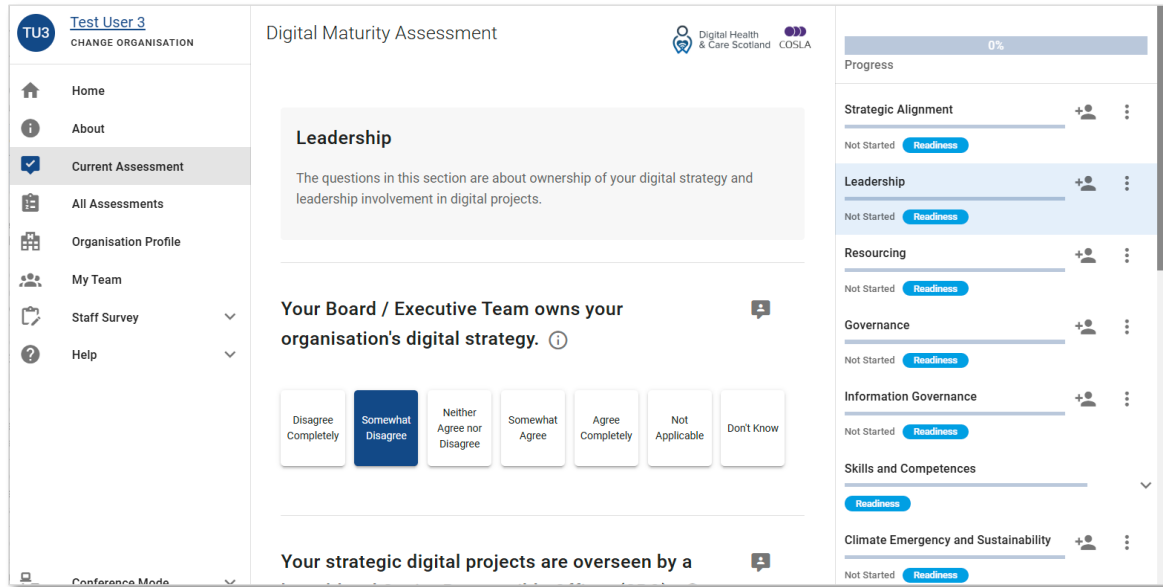 TU3
Test User 3
CHANGE ORGANISATION
Home
About
Current Assessment
All Assessments
Organisation Profile
My Team
Staff Survey
Help
Conference Mode
Digital Maturity Assessment
Digital Health
& Care Scotland
COSLA
Leadership
The questions in this section are about ownership of your digital strategy and
leadership involvement in digital projects.
Your Board / Executive Team owns your
organisation's digital strategy.
Disagree
Completely
Somewhat
Disagree
Neither
Agree nor
Disagree
Somewhat
Agree
Agree
Completely
Not
Applicable
Don't Know
Your strategic digital projects are overseen by a
0%
Progress
Strategic Alignment
Not Started Readiness
Leadership
Not Started Readiness
Resourcing
Not Started Readiness
Governance
Not Started Readiness
Information Governance
Not Started Readiness
Skills and Competences
Readiness
Climate Emergency and Sustainability
Not Started Readiness